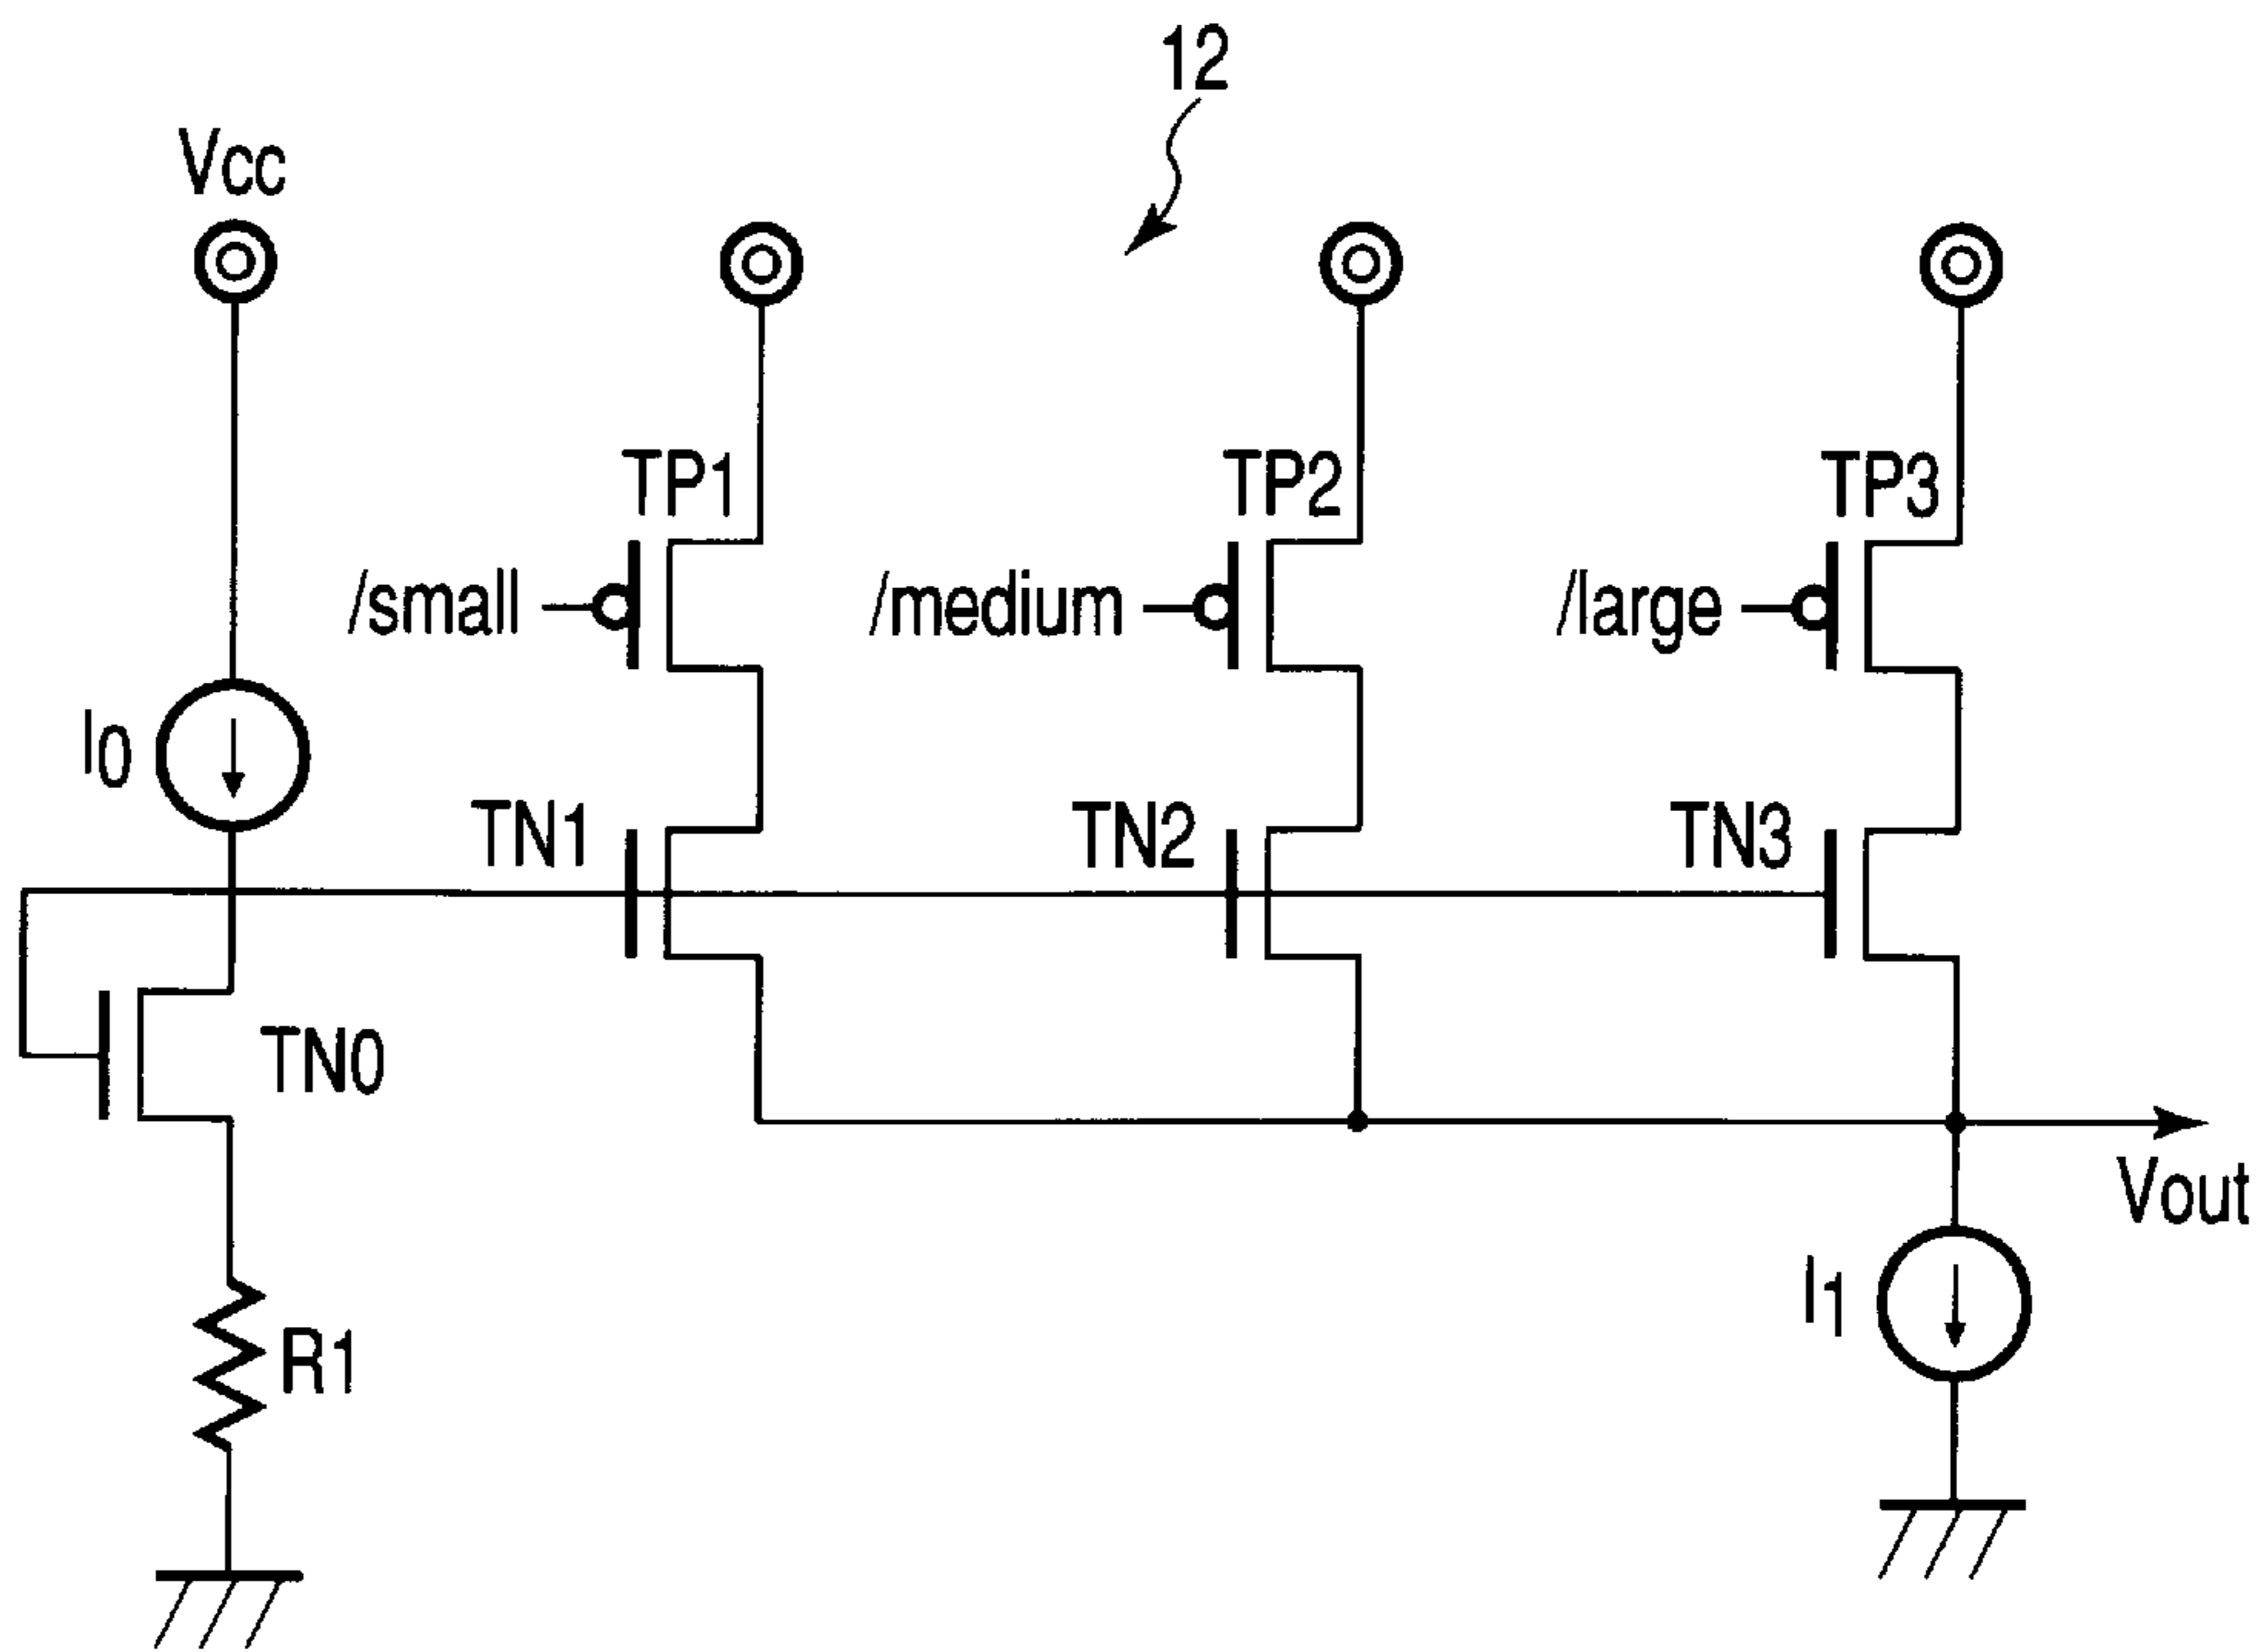 12
Vcc
TP1
TP2
TP3
/small
/medium
/large
I0
TN1
TN2
TN3
TN0
Vout
I1
R1